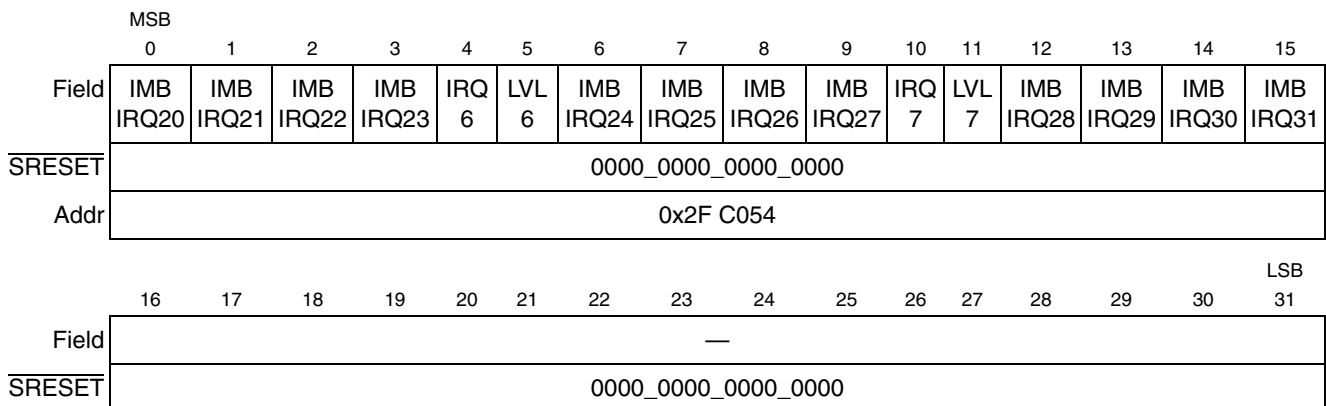 MSB
0 1 2 3 4 5 6 7 8 9 10 11 12 13 14 15
Field IMB IMB IMB IMB IRQ LVL IMB IMB IMB IMB IRQ LVL IMB IMB IMB IMB
IRQ20 IRQ21 IRQ22 IRQ23 6 6 IRQ24 IRQ25 IRQ26 IRQ27 7 7 IRQ28 IRQ29 IRQ30 IRQ31
SRESET 0000_0000_0000_0000
Addr 0x2F C054
LSB
16 17 18 19 20 21 22 23 24 25 26 27 28 29 30 31
Field —
SRESET 0000_0000_0000_0000